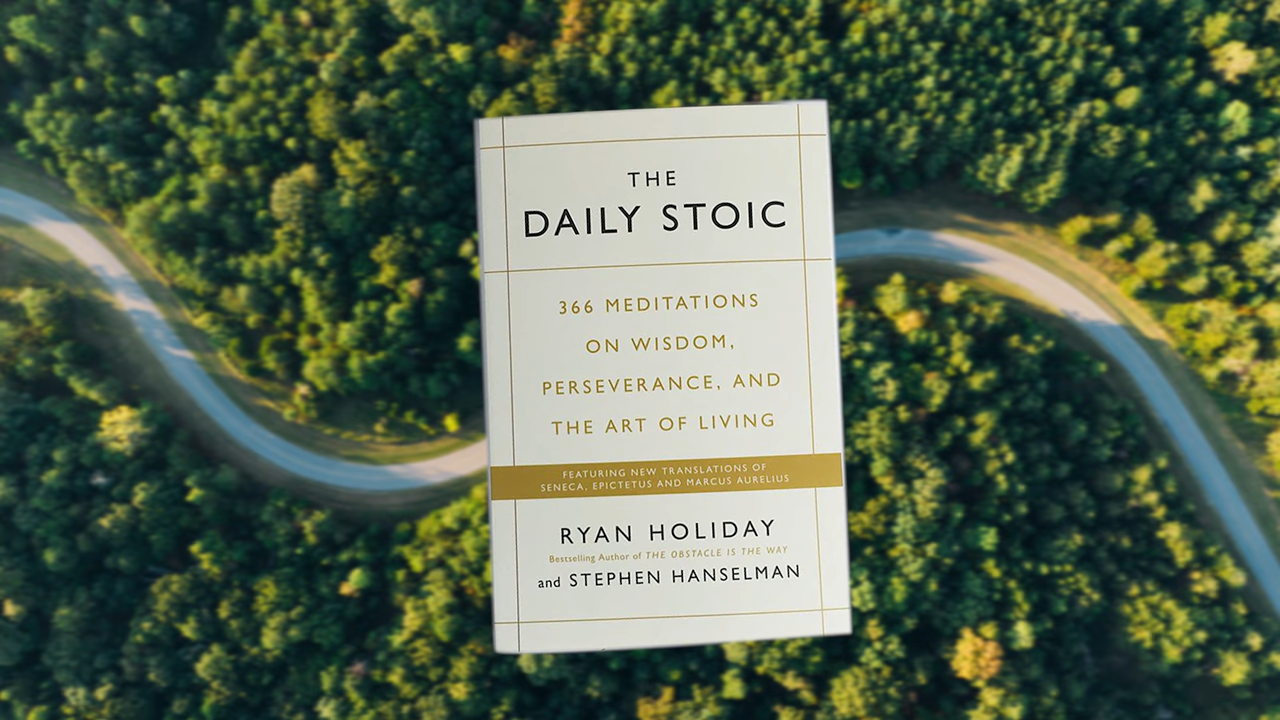 THE
DAILY STOIC
366 MEDITATIONS
ON WISDOM,
PERSEVERANCE, AND
THE ART OF LIVING
FEATURING NEW TRANSLATIONS OF
SENECA, EPICTETUS AND MARCUS AURELIUS
RYAN HOLIDAY
Bestselling Author of THE OBSTACLE IS THE WAY
and STEPHEN HANSELMAN